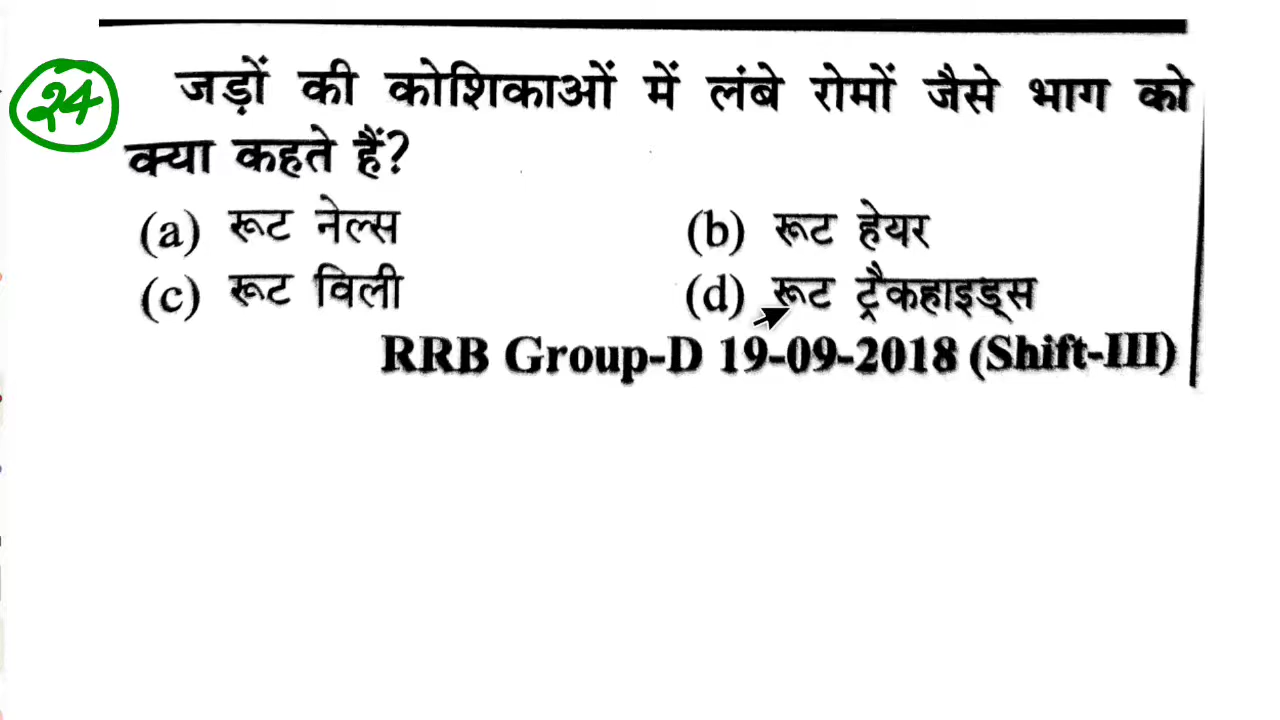 24 जड़ों की कोशिकाओं में लंबे रोमों जैसे भाग को
क्या कहते हैं?
(a) रूट नेल्स (b) रूट हेयर
(c) रूट विली (d) रूट ट्रैकहाइड्स
RRB Group-D 19-09-2018 (Shift-III)